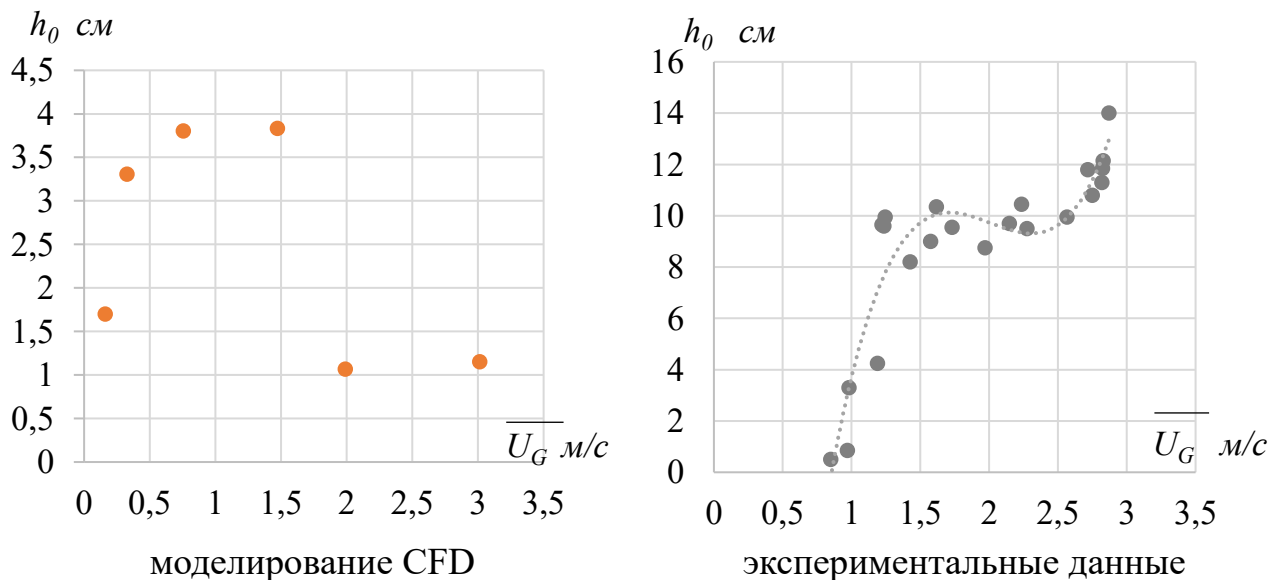 h0 см
4,5
4
3,5
3
2,5
2
1,5
1
0,5
0
0 0,5 1 1,5 2 2,5 3 3,5
UG м/с
моделирование CFD
h0 см
16
14
12
10
8
6
4
2
0
0 0,5 1 1,5 2 2,5 3 3,5
UG м/с
экспериментальные данные